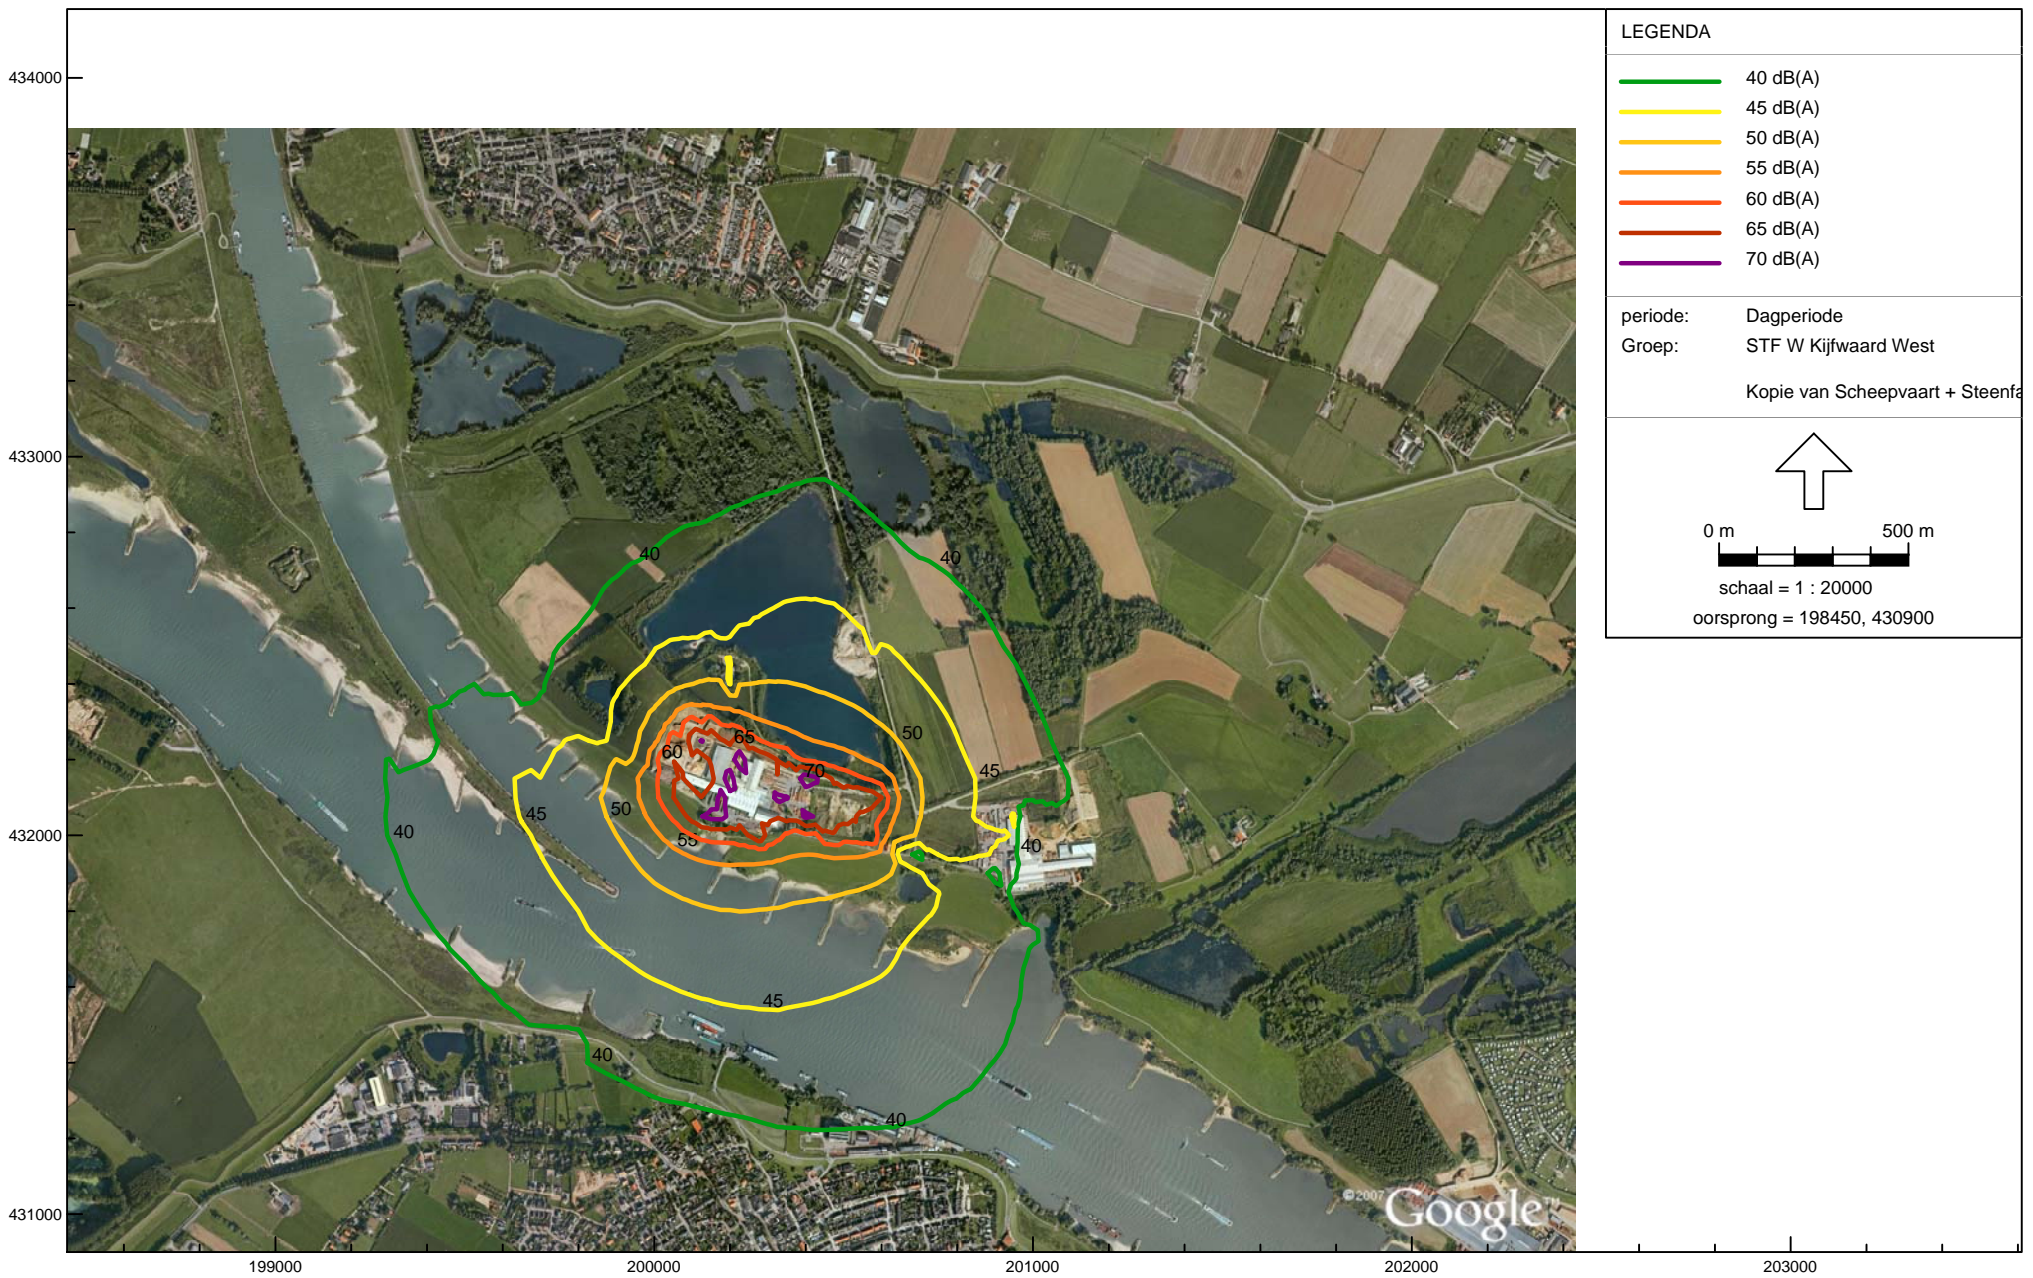 LEGENDA
40 dB(A)
45 dB(A)
50 dB(A)
55 dB(A)
60 dB(A)
65 dB(A)
70 dB(A)
periode: Dagperiode
Groep: STF W Kijfwaard West
Kopie van Scheepvaart + Steenfa
0 m 500 m
schaal = 1 : 20000
oorsprong = 198450, 430900
434000
433000
432000
431000
199000 200000 201000 202000 203000
40
40
50
65
60
70
45
45
50
40
55
40
45
40
40
©2007 Google™